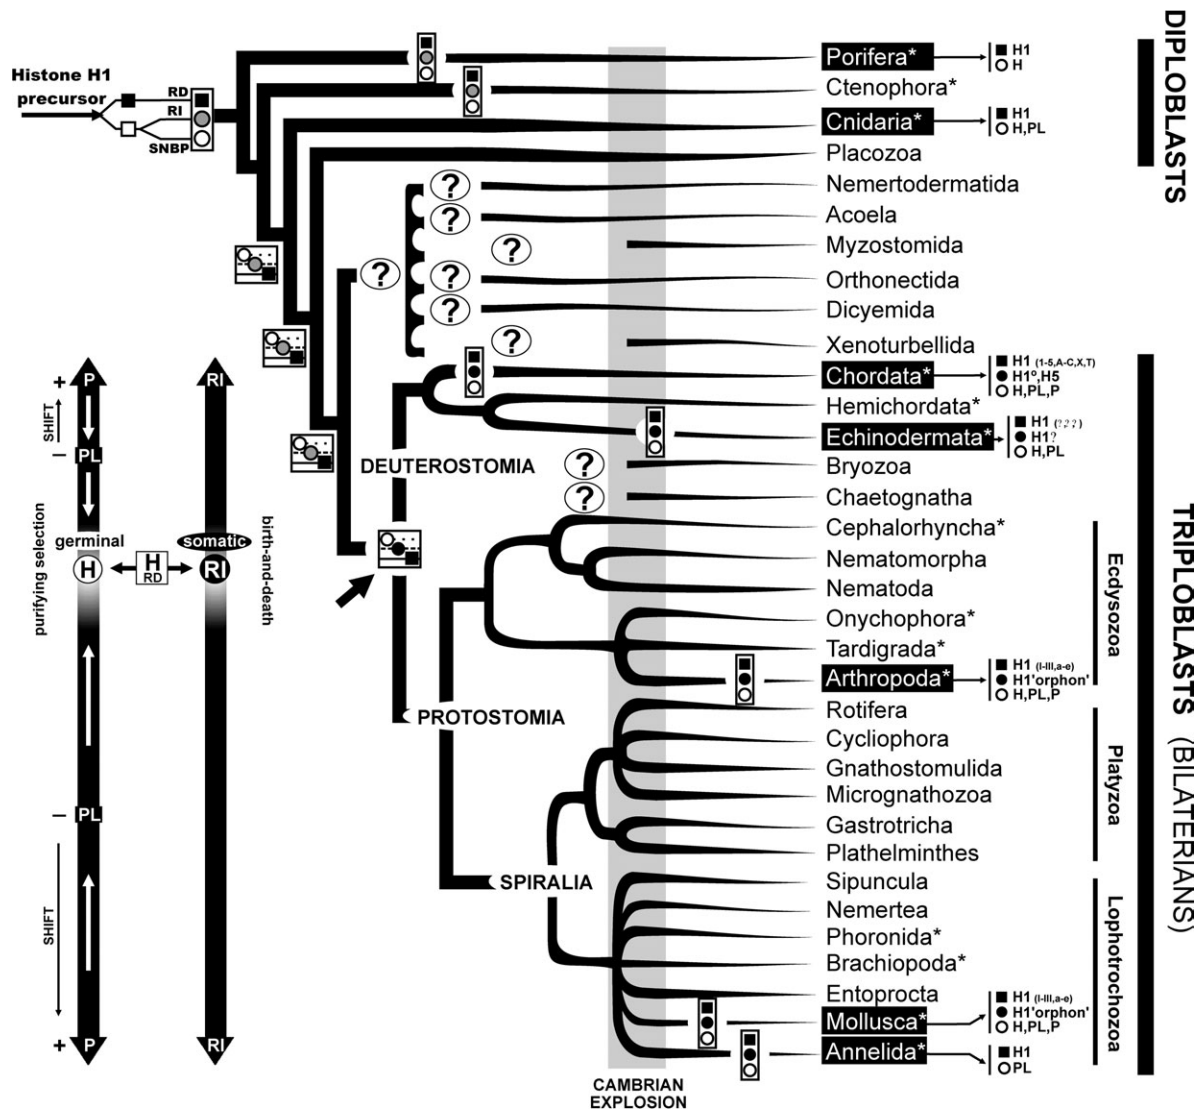 Histone H1
precursor
RD
RI
SNBP
Porifera*
H1
H
Ctenophora*
Cnidaria*
H1
H,PL
Placozoa
DIPLOBLASTS
?
Nemertodermatida
?
Acoela
?
Myzostomida
?
?
Orthonectida
?
Dicyemida
?
Xenoturbellida
Chordata*
H1 (1-5,A-C,X,T)
H1º,H5
H,PL,P
Hemichordata*
Echinodermata*
H1 (???)
H1?
H,PL
DEUTEROSTOMIA
?
Bryozoa
?
Chaetognatha
Cephalorhyncha*
Nematomorpha
Nematoda
Onychophora*
Tardigrada*
Arthropoda*
H1 (I-III,a-e)
H1'orphon'
H,PL,P
Ecdysozoa
PROTOSTOMIA
Rotifera
Cycliophora
Gnathostomulida
Micrognathozoa
Gastrotricha
Plathelminthes
Platyzoa
SPIRALIA
Sipuncula
Nemertea
Phoronida*
Brachiopoda*
Entoprocta
Mollusca*
H1 (I-III,a-e)
H1'orphon'
H,PL,P
Annelida*
H1
PL
Lophotrochozoa
TRIPLOBLASTS (BILATERIANS)
+
P
RI
SHIFT
–
PL
purifying selection
germinal
somatic
birth-and-death
H
H
RD
RI
–
PL
SHIFT
+
P
RI
CAMBRIAN
EXPLOSION